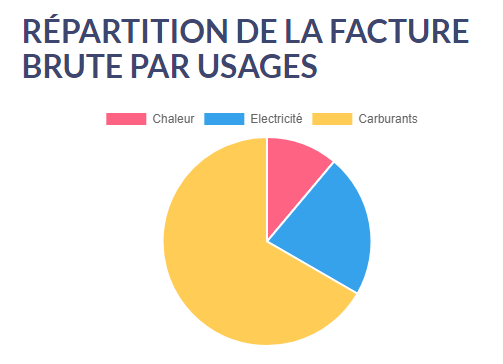 RÉPARTITION DE LA FACTURE
BRUTE PAR USAGES
Chaleur Electricité Carburants